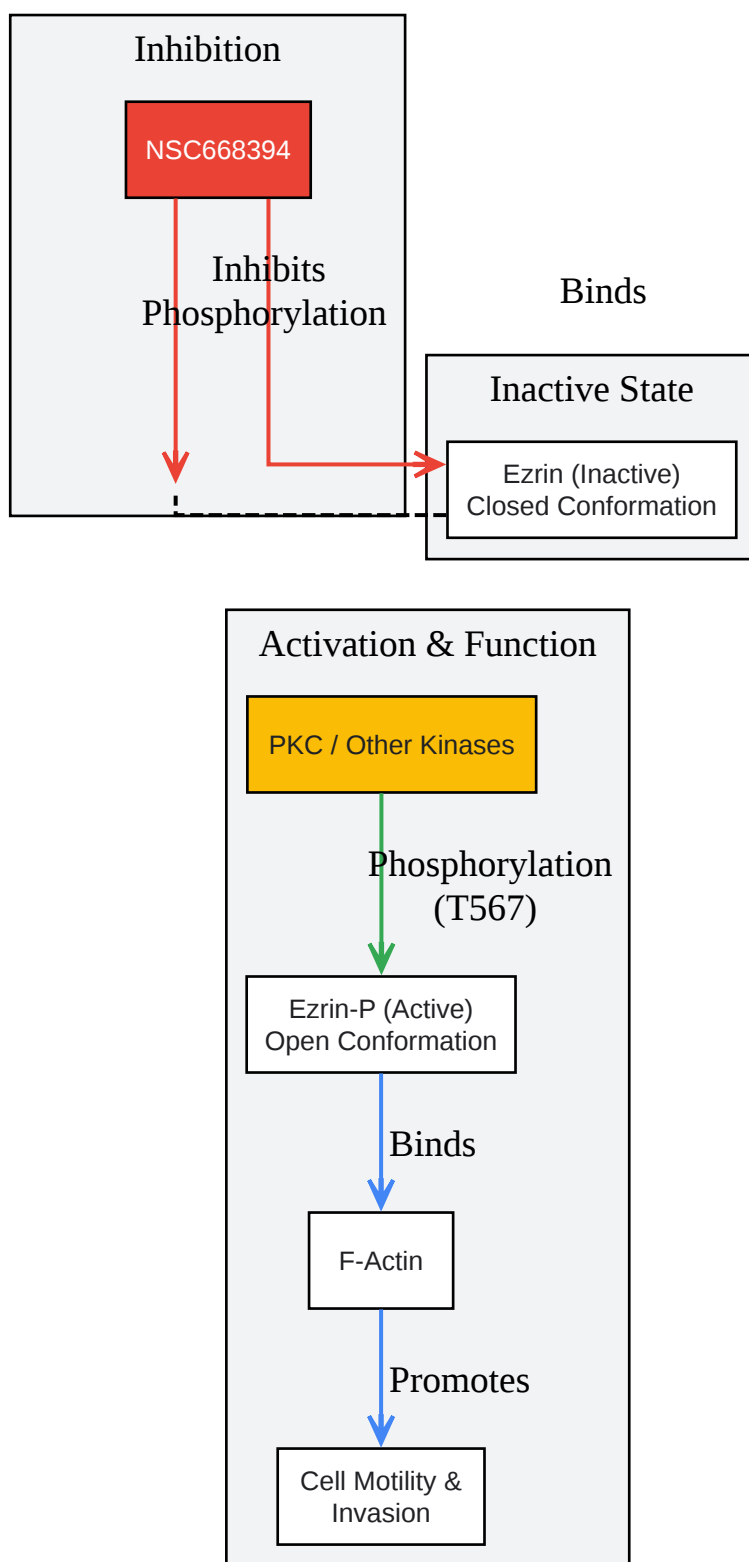 Inhibition
NSC668394
Inhibits
Phosphorylation
Binds
Inactive State
Ezrin (Inactive)
Closed Conformation
Activation & Function
PKC / Other Kinases
Phosphorylation
(T567)
Ezrin-P (Active)
Open Conformation
Binds
F-Actin
Promotes
Cell Motility &
Invasion